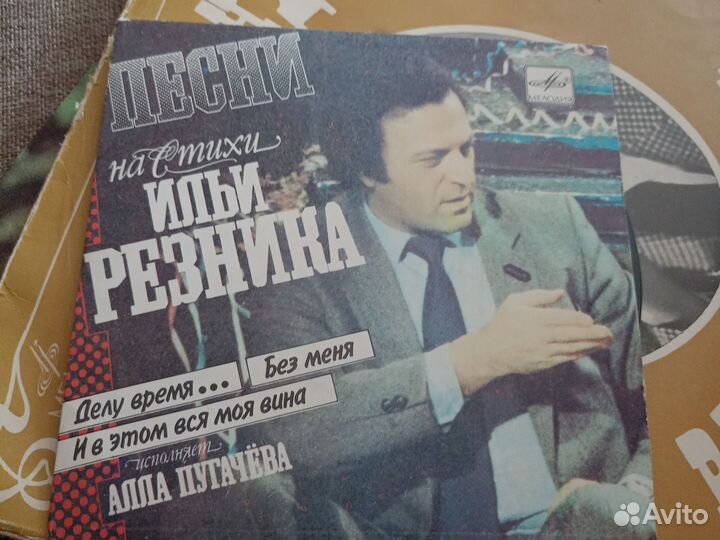 ПЕСНИ
на Стихи
ИЛЬИ
РЕЗНИКА
МЕЛОДИЯ
Делу время...
Без меня
И в этом вся моя вина
исполняет
АЛЛА ПУГАЧЁВА
Avito